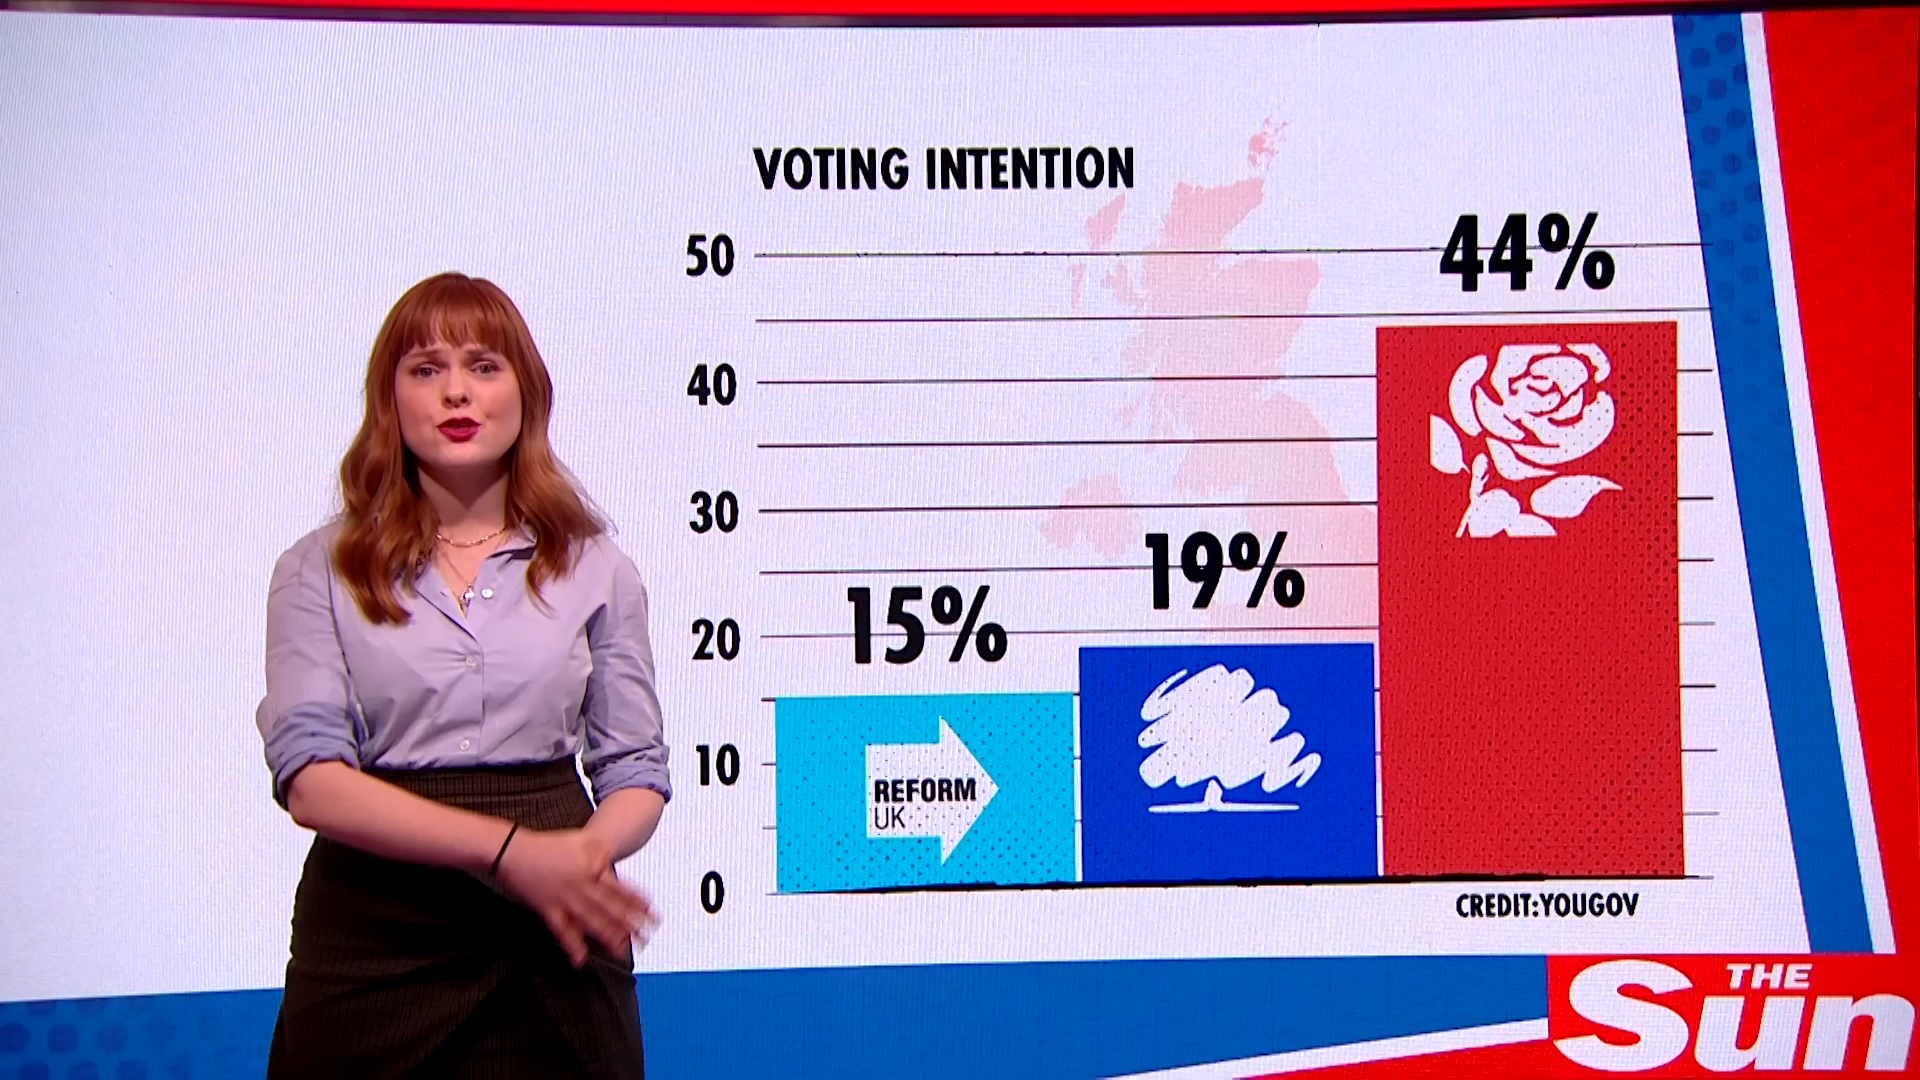 VOTING INTENTION
50
44%
40
30
19%
15%
20
10
REFORM
UK
0
CREDIT:YOUGOV
THE
Sun